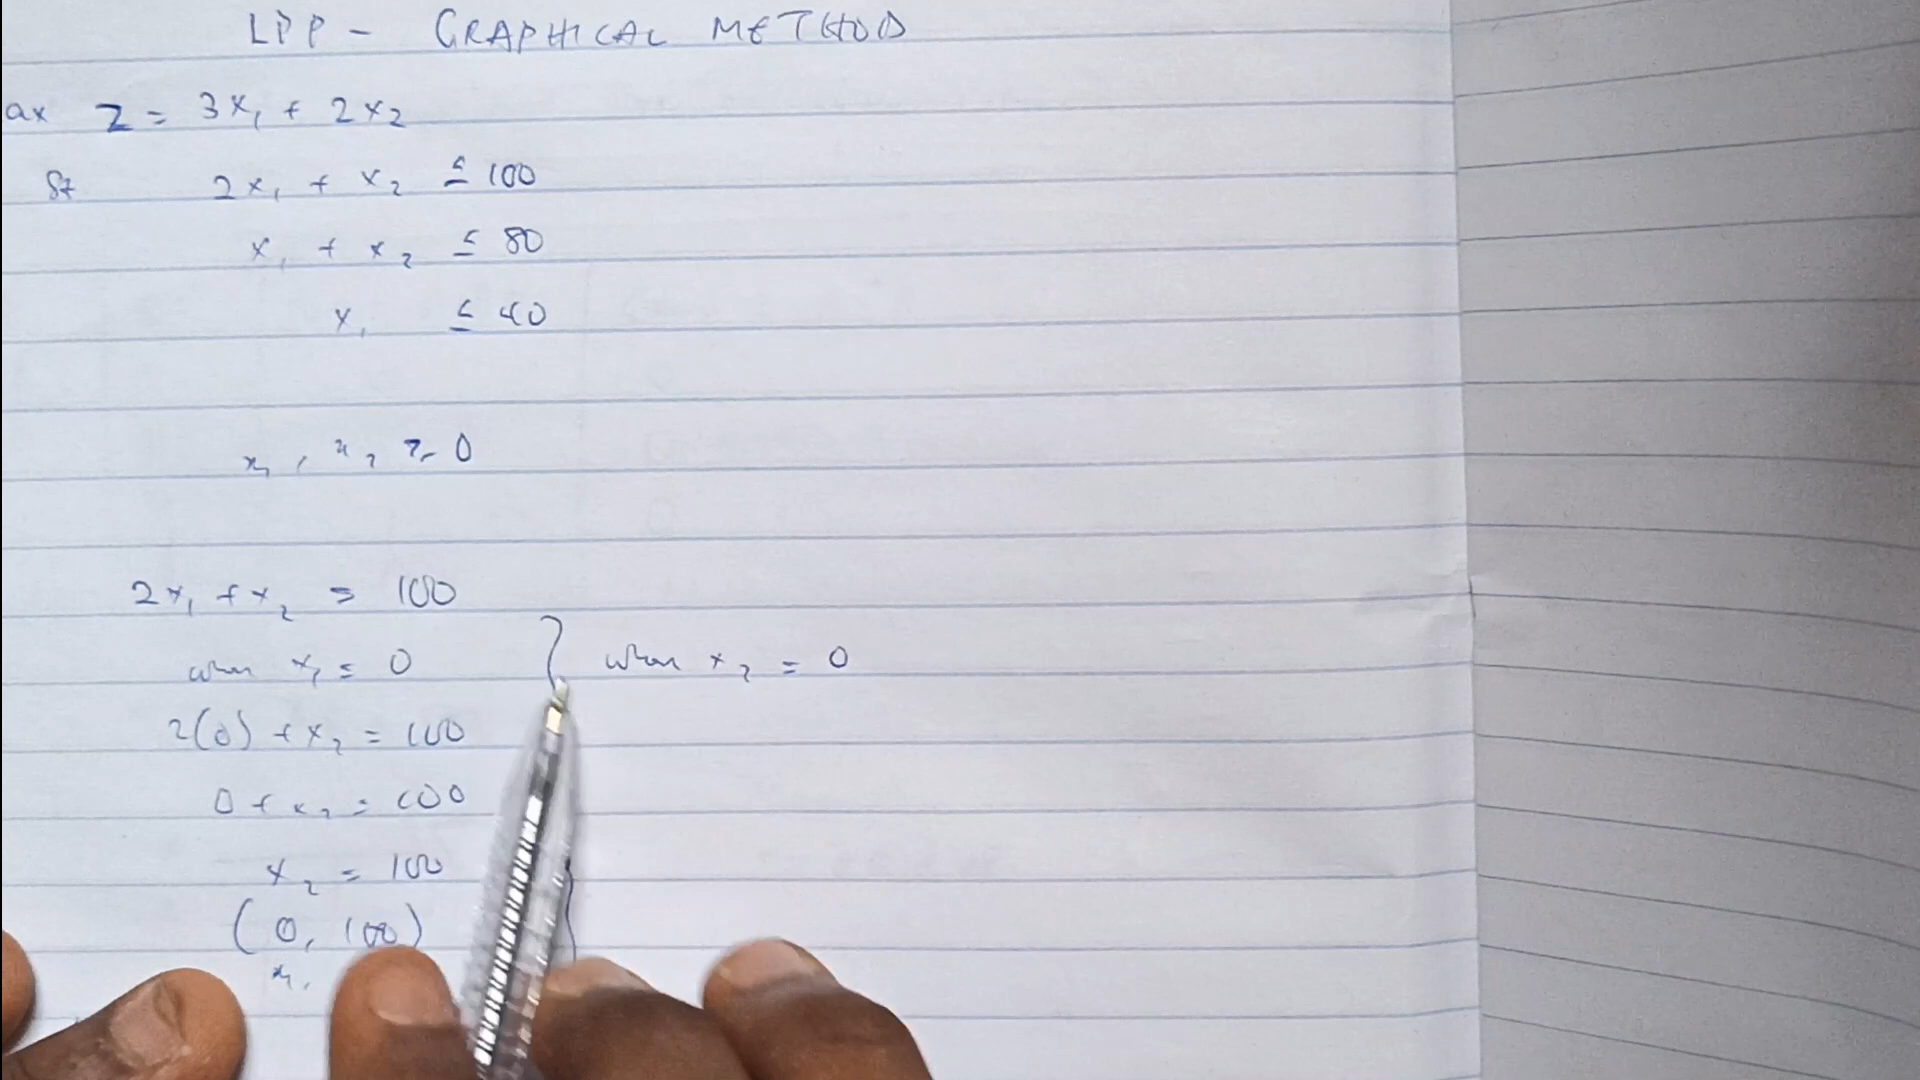 LPP - GRAPHICAL METHOD
ax Z = 3x₁ + 2x₂
St 2x₁ + x₂ ≤ 100
x₁ + x₂ ≤ 80
x₁ ≤ 40
x₁, x₂ ≥ 0
2x₁ + x₂ = 100
when x₁ = 0 } when x₂ = 0
2(0) + x₂ = 100
0 + x₂ = 100
x₂ = 100
(0, 100)
x₁